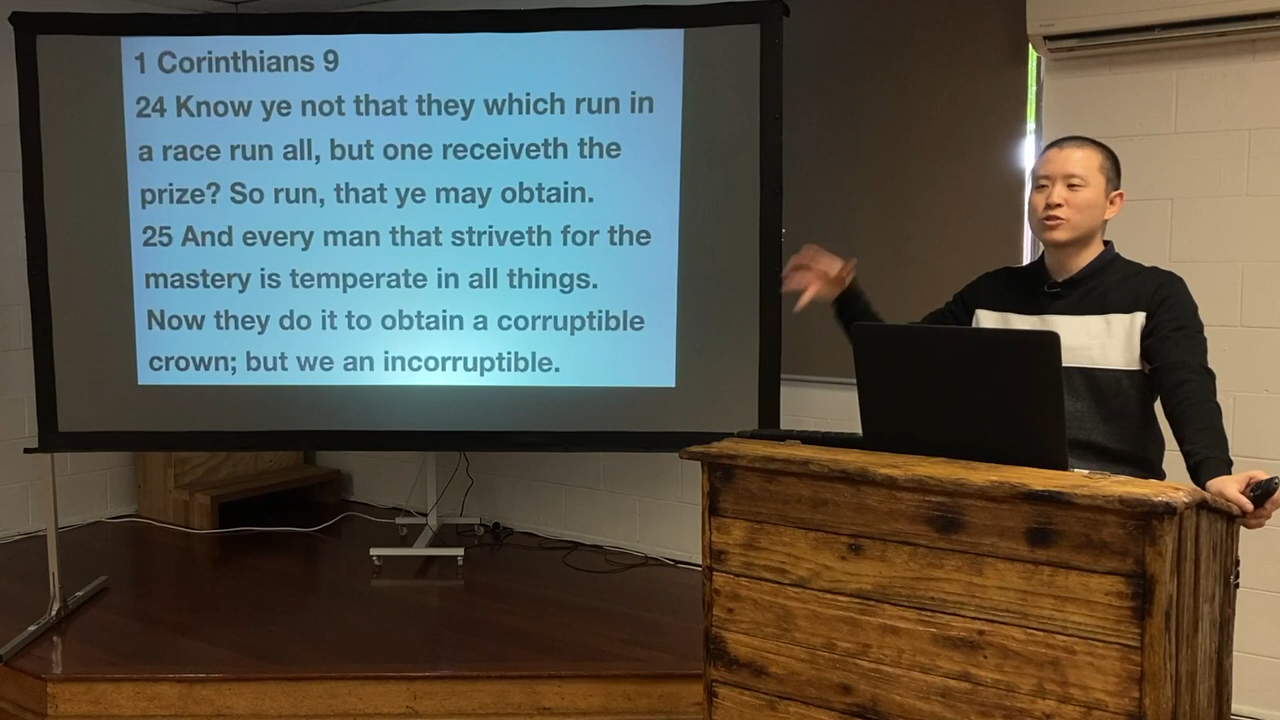 1 Corinthians 9
24 Know ye not that they which run in
a race run all, but one receiveth the
prize? So run, that ye may obtain.
25 And every man that striveth for the
mastery is temperate in all things.
Now they do it to obtain a corruptible
crown; but we an incorruptible.